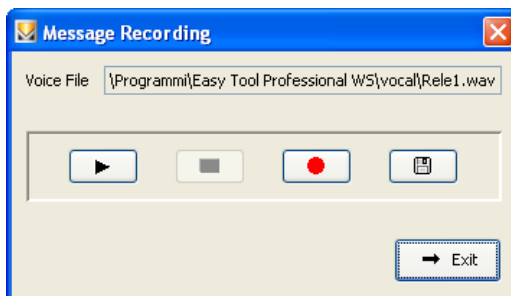 Message Recording
Voice File \Programmi\Easy Tool Professional WS\vocal\Rele1.wav
Exit